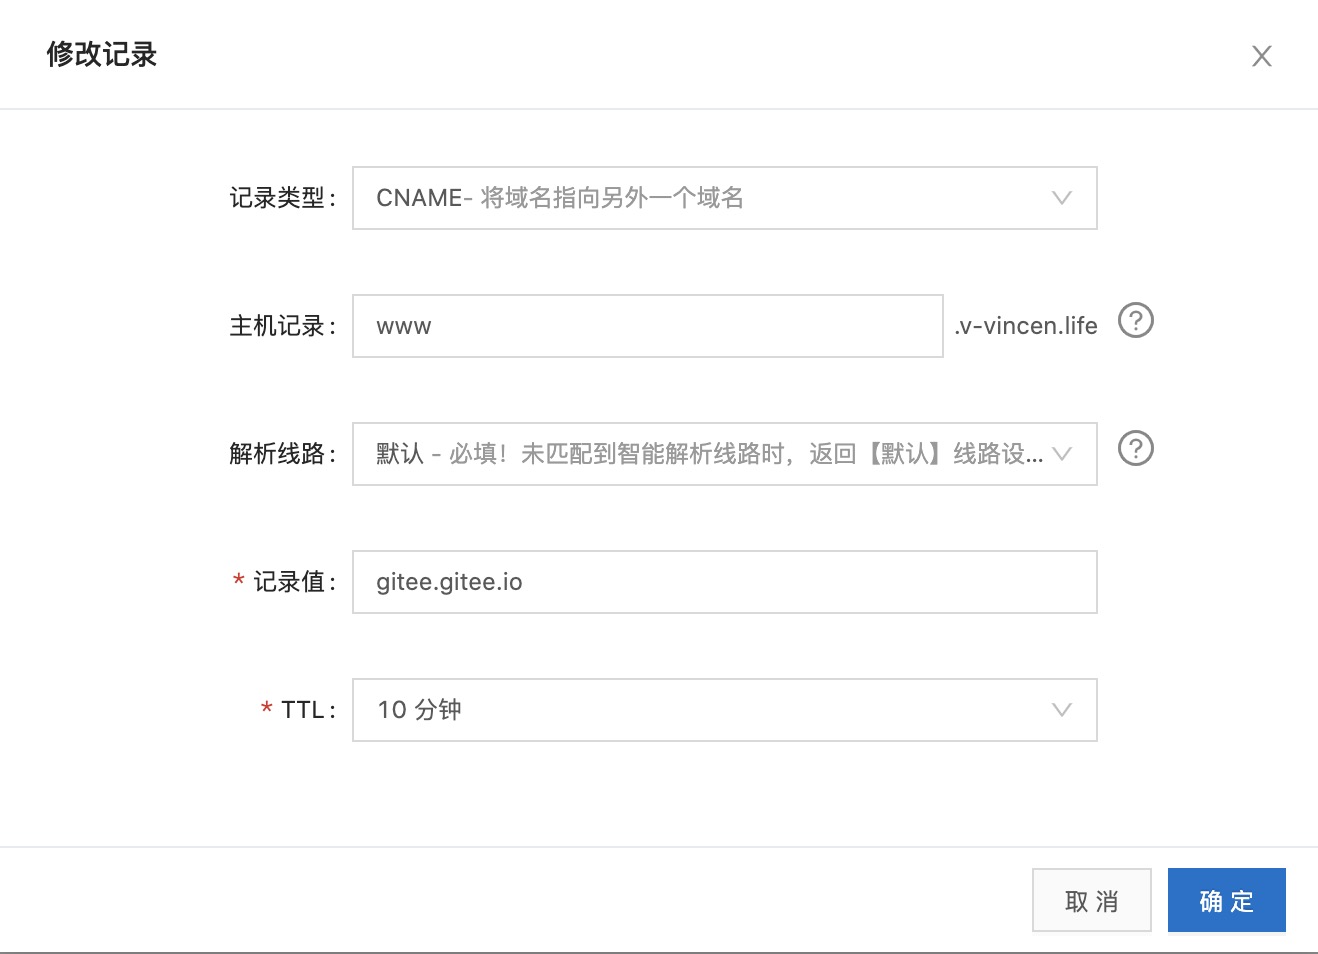 修改记录
记录类型：
CNAME- 将域名指向另外一个域名
主机记录：
www
.v-vincen.life
解析线路：
默认 - 必填！未匹配到智能解析线路时，返回【默认】线路设...
* 记录值：
gitee.gitee.io
* TTL：
10 分钟
取 消
确 定